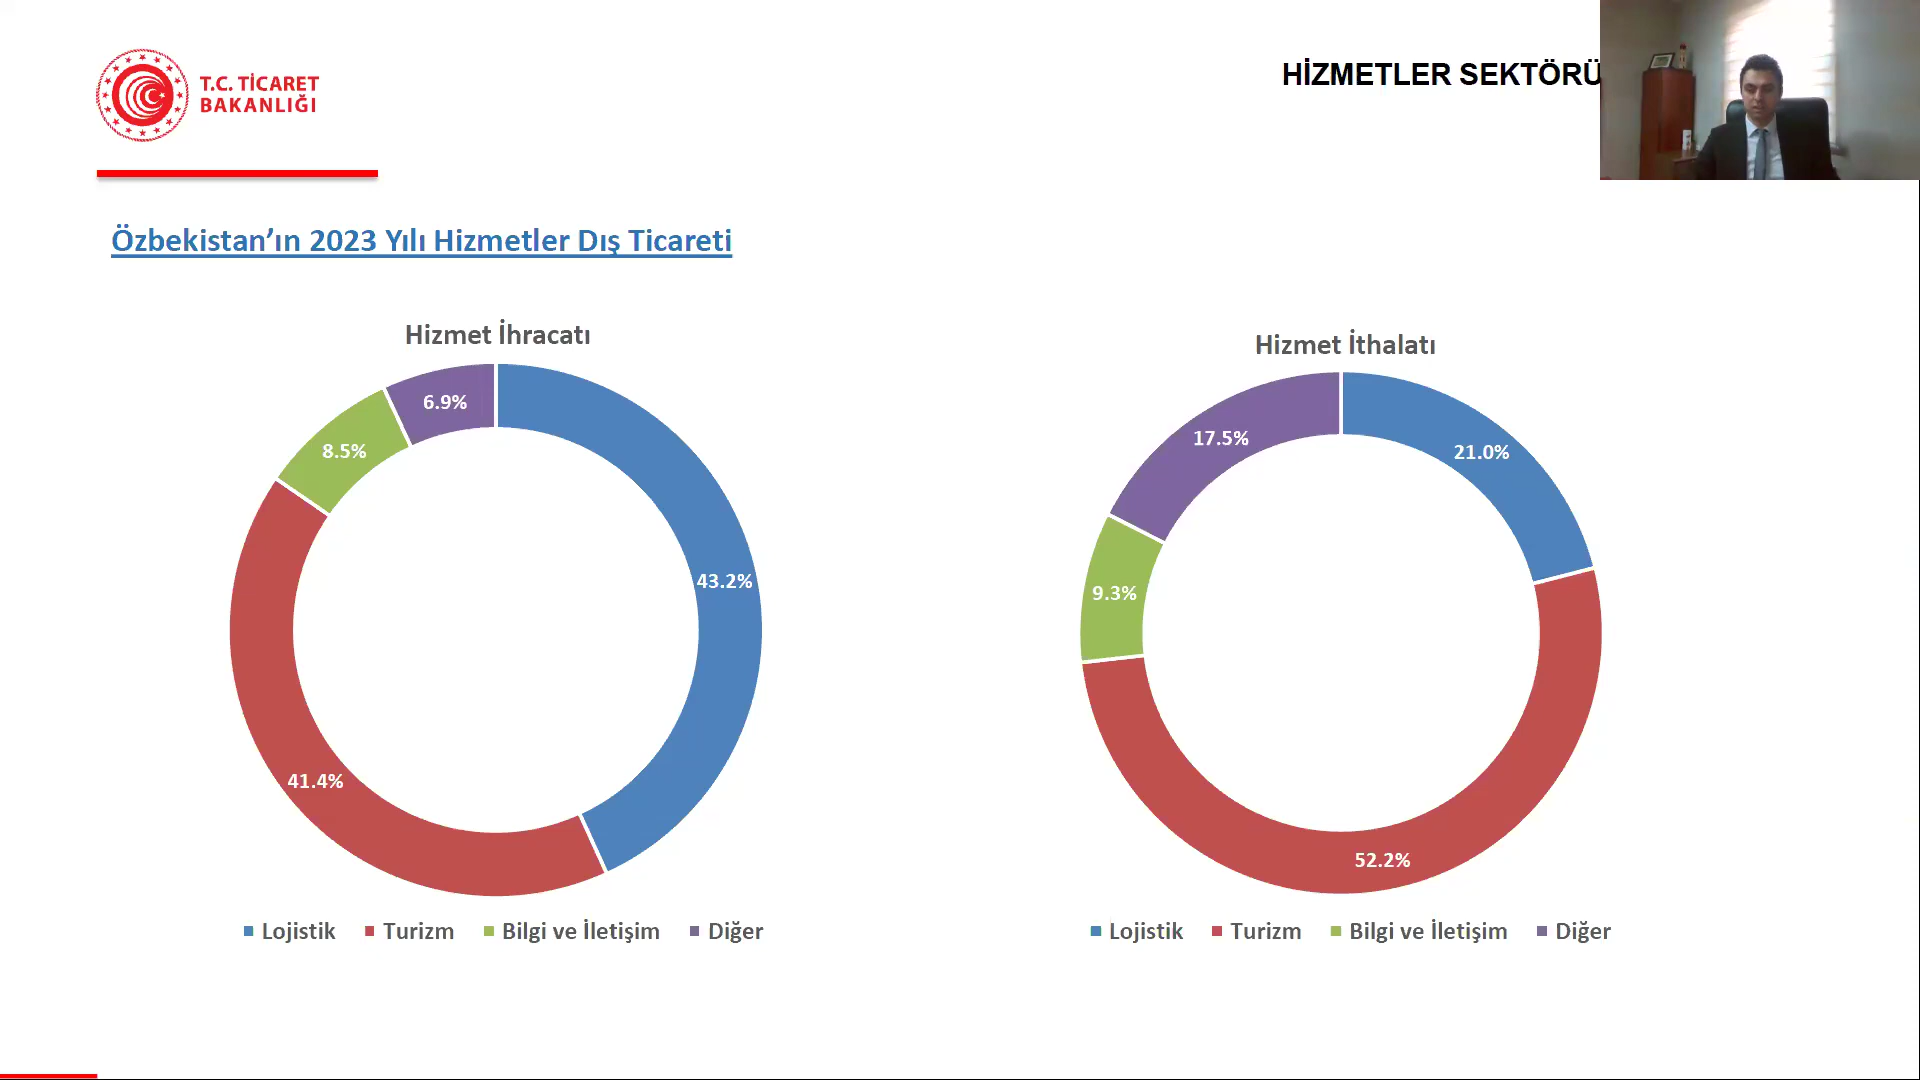 T.C. TİCARET
BAKANLIĞI
HİZMETLER SEKTÖRÜ
Özbekistan’ın 2023 Yılı Hizmetler Dış Ticareti
Hizmet İhracatı
6.9%
8.5%
43.2%
41.4%
Lojistik Turizm Bilgi ve İletişim Diğer
Hizmet İthalatı
17.5%
21.0%
9.3%
52.2%
Lojistik Turizm Bilgi ve İletişim Diğer